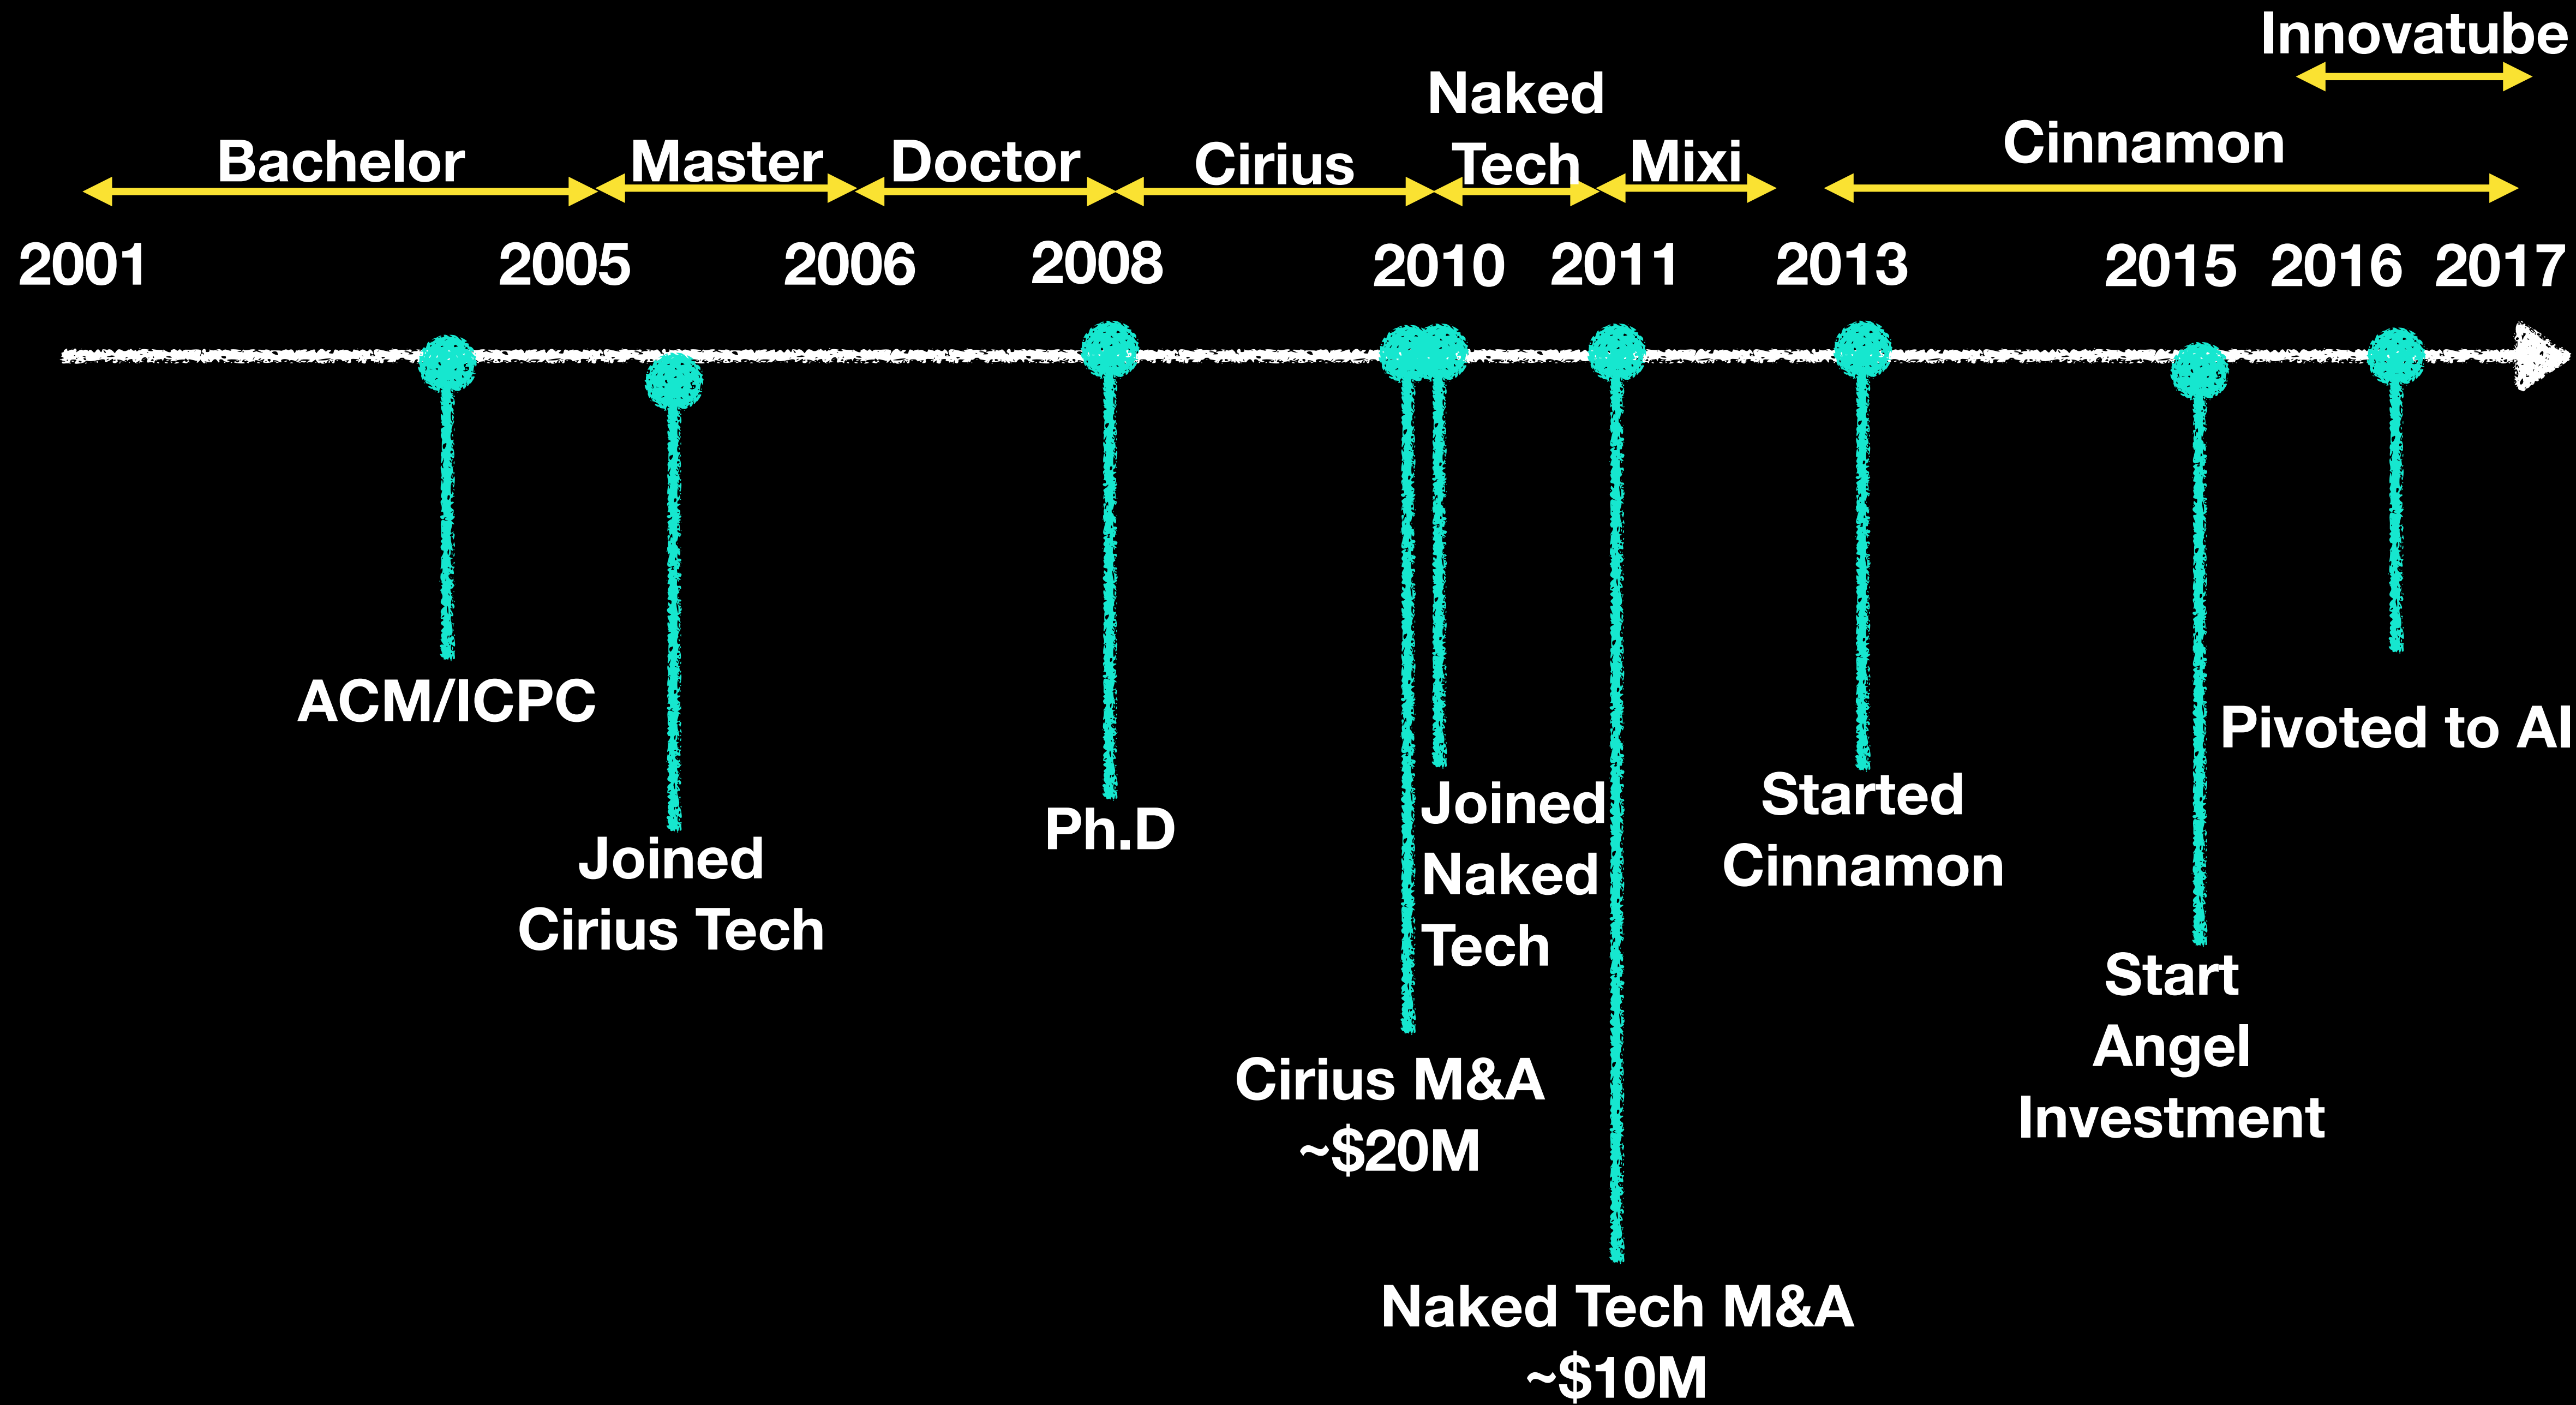 Innovatube
Naked
Tech
Bachelor
Master
Doctor
Cirius
Mixi
Cinnamon
2001
2005
2006
2008
2010
2011
2013
2015
2016
2017
ACM/ICPC
Joined
Cirius Tech
Ph.D
Cirius M&A
~$20M
Joined
Naked
Tech
Naked Tech M&A
~$10M
Started
Cinnamon
Start
Angel
Investment
Pivoted to AI